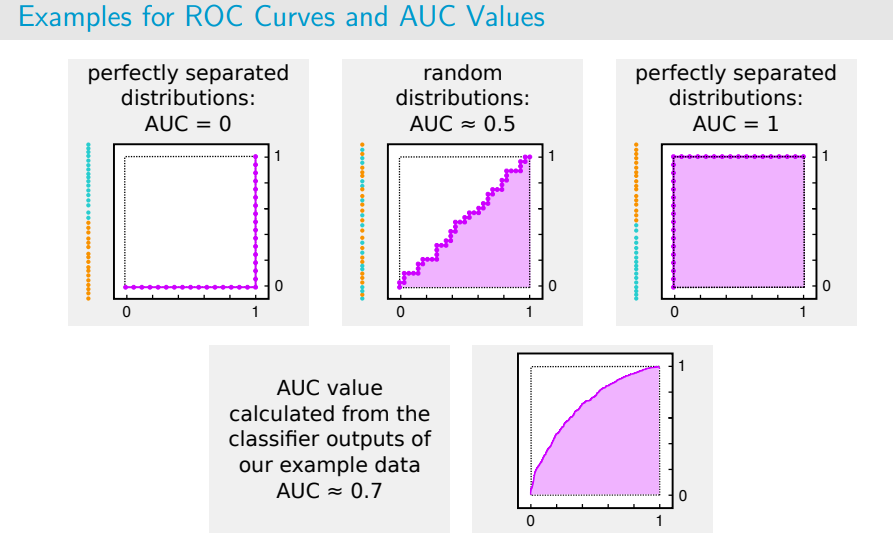 Examples for ROC Curves and AUC Values
perfectly separated
distributions:
AUC = 0
1
0
0
1
random
distributions:
AUC ≈ 0.5
1
0
0
1
perfectly separated
distributions:
AUC = 1
1
0
0
1
AUC value
calculated from the
classifier outputs of
our example data
AUC ≈ 0.7
1
0
0
1